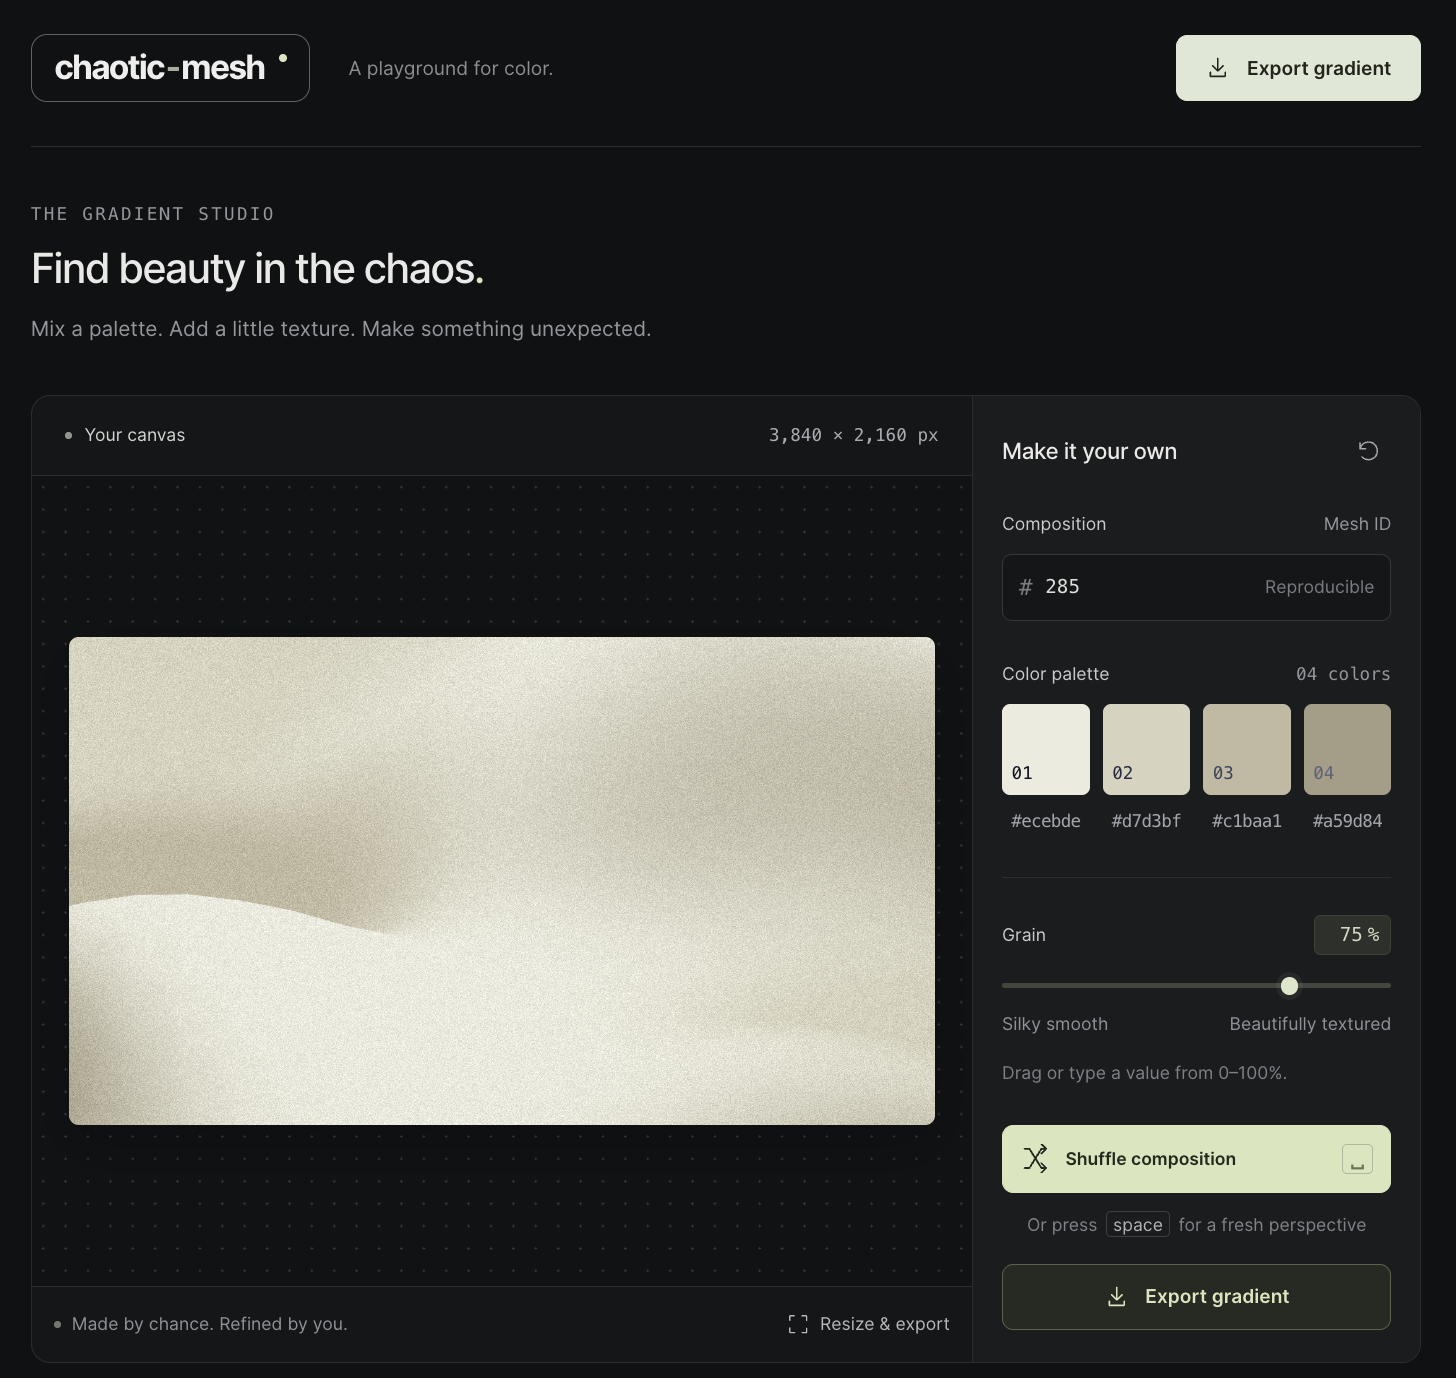 chaotic-mesh
A playground for color.
Export gradient
THE GRADIENT STUDIO
Find beauty in the chaos.
Mix a palette. Add a little texture. Make something unexpected.
Your canvas
3,840 × 2,160 px
Make it your own
Composition
Mesh ID
# 285
Reproducible
Color palette
04 colors
01
02
03
04
#ecebde
#d7d3bf
#c1baa1
#a59d84
Grain
75 %
Silky smooth
Beautifully textured
Drag or type a value from 0–100%.
Shuffle composition
Or press space for a fresh perspective
Export gradient
Made by chance. Refined by you.
Resize & export